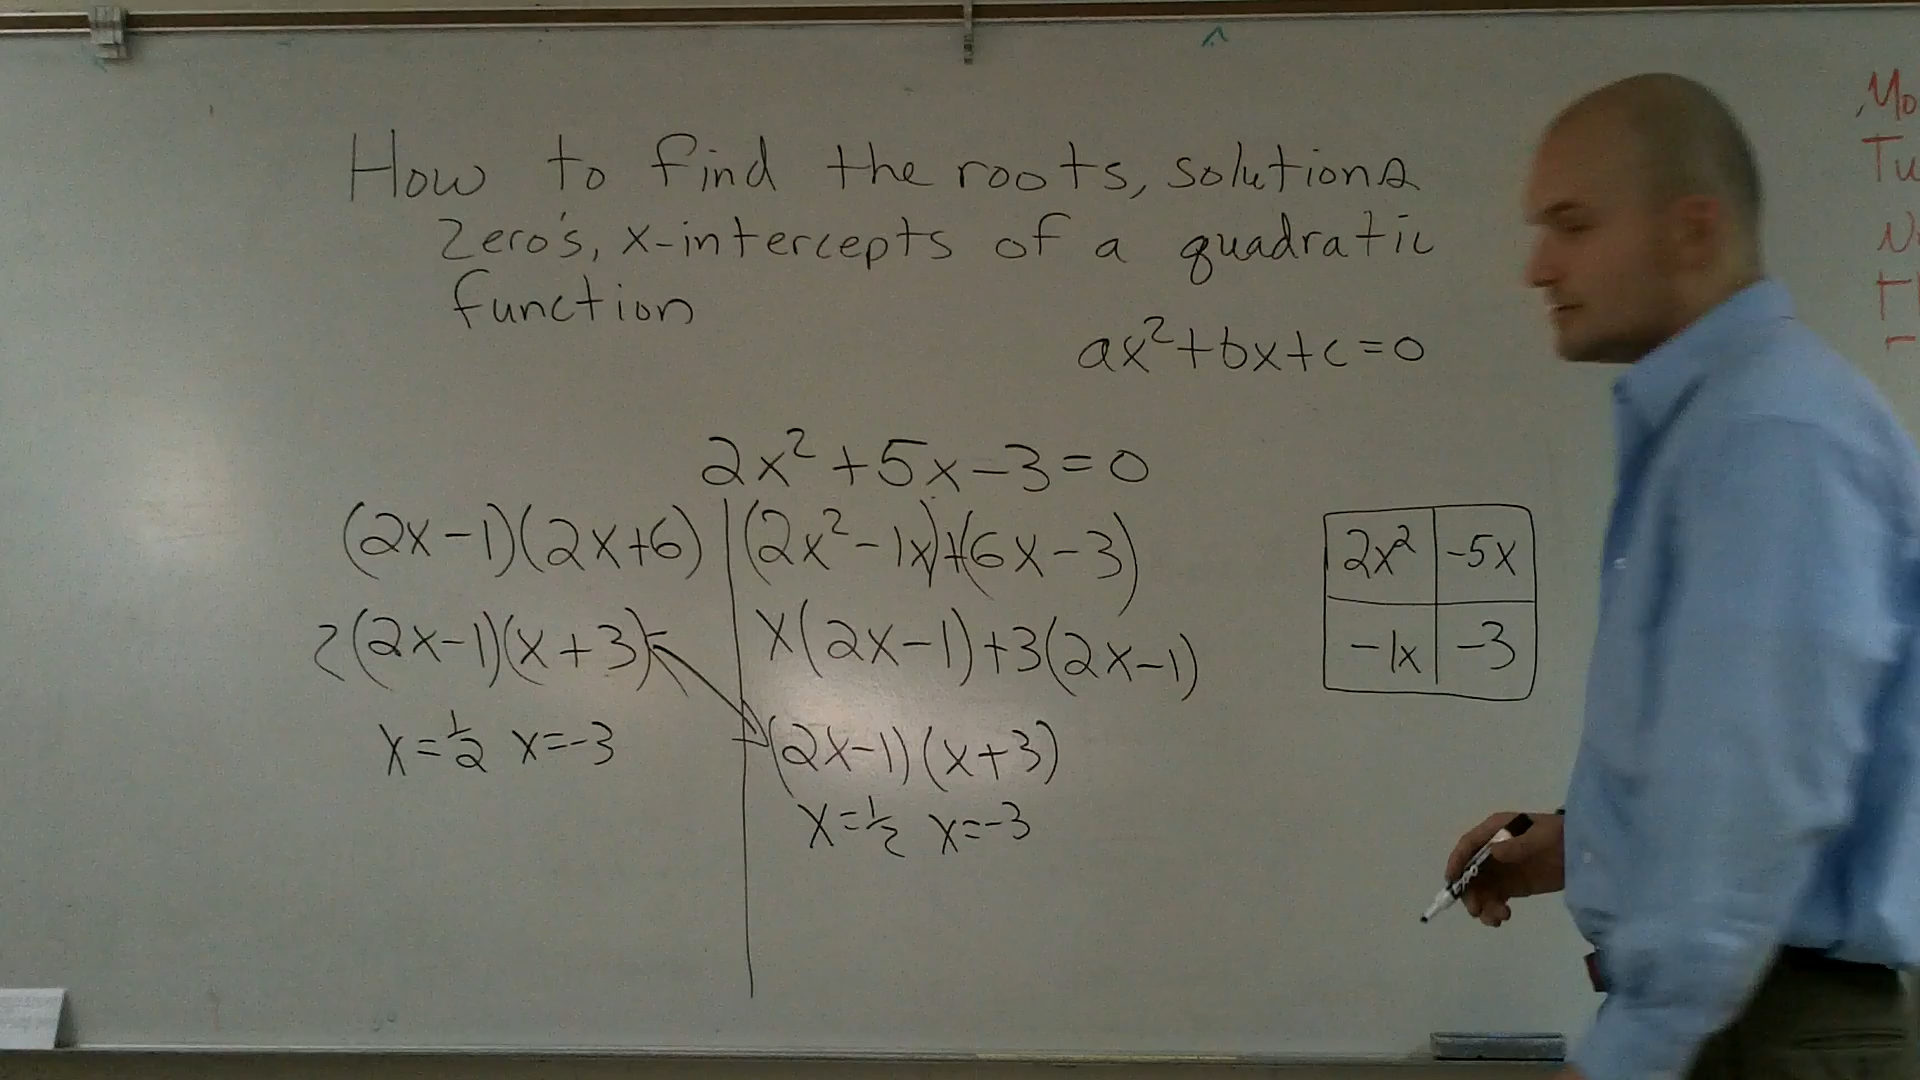 How to find the roots, solutions
Zero's, x-intercepts of a quadratic
function
ax²+bx+c=0
2x²+5x-3=0
(2x-1)(2x+6)
2(2x-1)(x+3)
x=½ x=-3
(2x²-1x)+(6x-3)
x(2x-1)+3(2x-1)
(2x-1)(x+3)
x=½ x=-3
2x² -5x
-1x -3
Mo
Tu